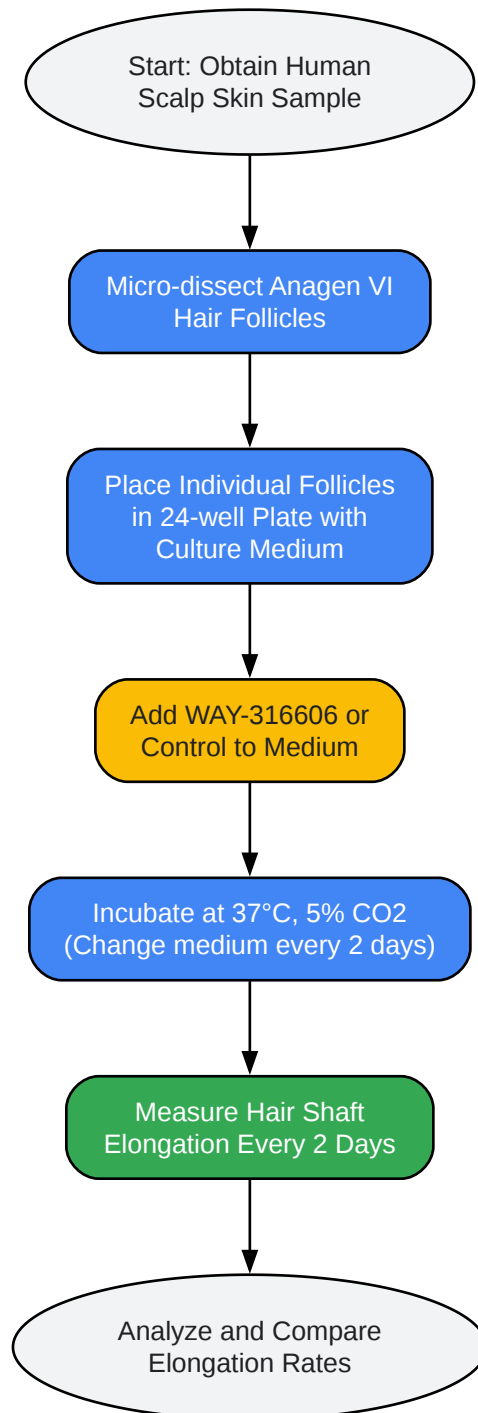 Start: Obtain Human
Scalp Skin Sample
Micro-dissect Anagen VI
Hair Follicles
Place Individual Follicles
in 24-well Plate with
Culture Medium
Add WAY-316606 or
Control to Medium
Incubate at 37°C, 5% CO2
(Change medium every 2 days)
Measure Hair Shaft
Elongation Every 2 Days
Analyze and Compare
Elongation Rates